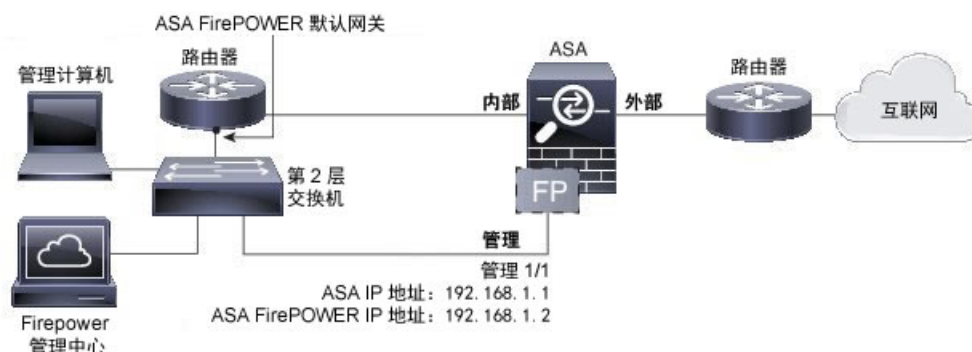 ASA FirePOWER 默认网关
路由器
管理计算机
ASA
路由器
内部
外部
互联网
第 2 层
交换机
FP
管理
管理 1/1
ASA IP 地址：192.168.1.1
ASA FirePOWER IP 地址：192.168.1.2
Firepower
管理中心